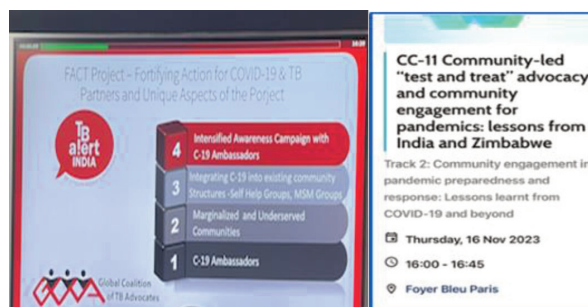 FACT Project – Fortifying Action for COVID-19 & TB
Partners and Unique Aspects of the Porject
TB
alert
INDIA
4
Intensified Awareness Campaign with
C-19 Ambassadors
3
Integrating C-19 into existing community
Structures -Self Help Groups, MSM Groups
2
Marginalized and Underserved
Communities
1
C-19 Ambassadors
Global Coalition
of TB Advocates
CC-11 Community-led
“test and treat” advocacy
and community
engagement for
pandemics: lessons from
India and Zimbabwe
Track 2: Community engagement in
pandemic preparedness and
response: Lessons learnt from
COVID-19 and beyond
Thursday, 16 Nov 2023
16:00 - 16:45
Foyer Bleu Paris